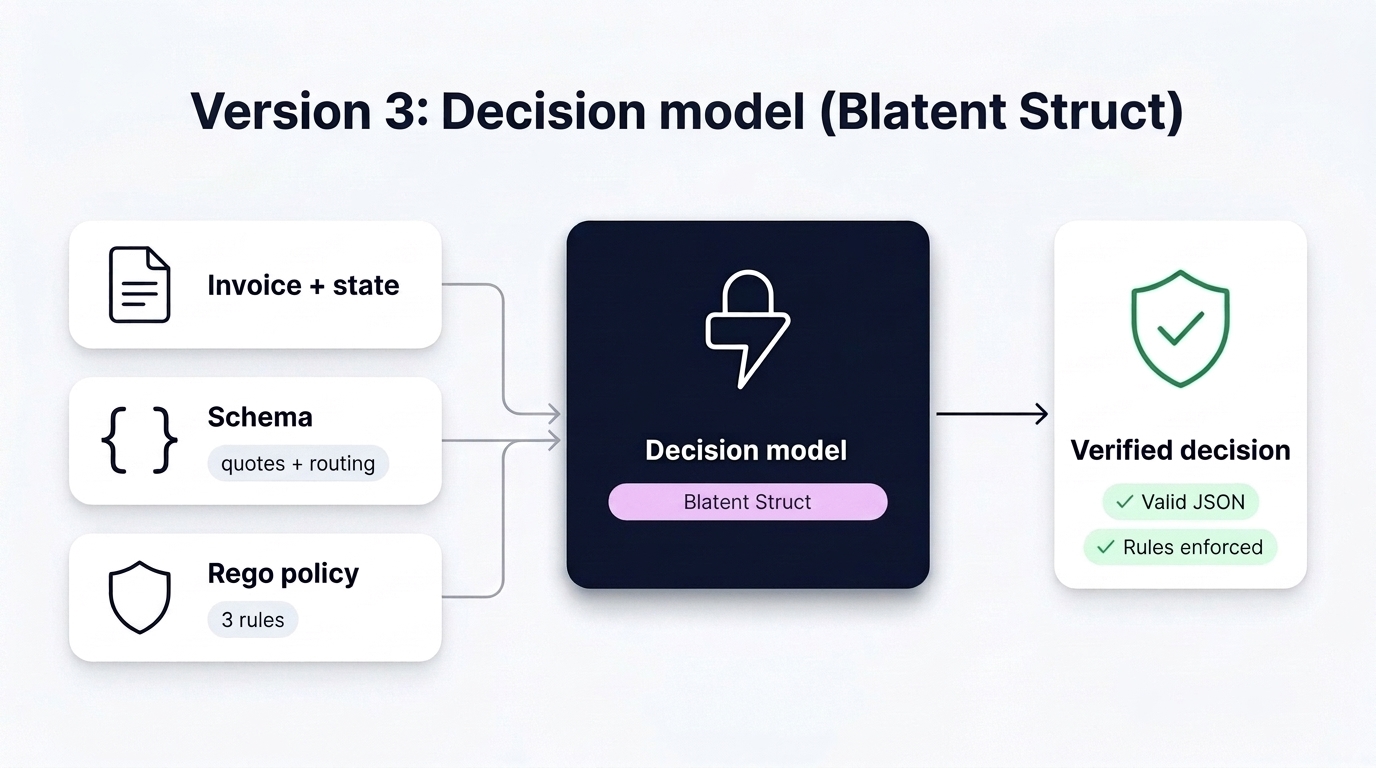 Version 3: Decision model (Blatent Struct)
Invoice + state
Schema
quotes + routing
Rego policy
3 rules
Decision model
Blatent Struct
Verified decision
Valid JSON
Rules enforced